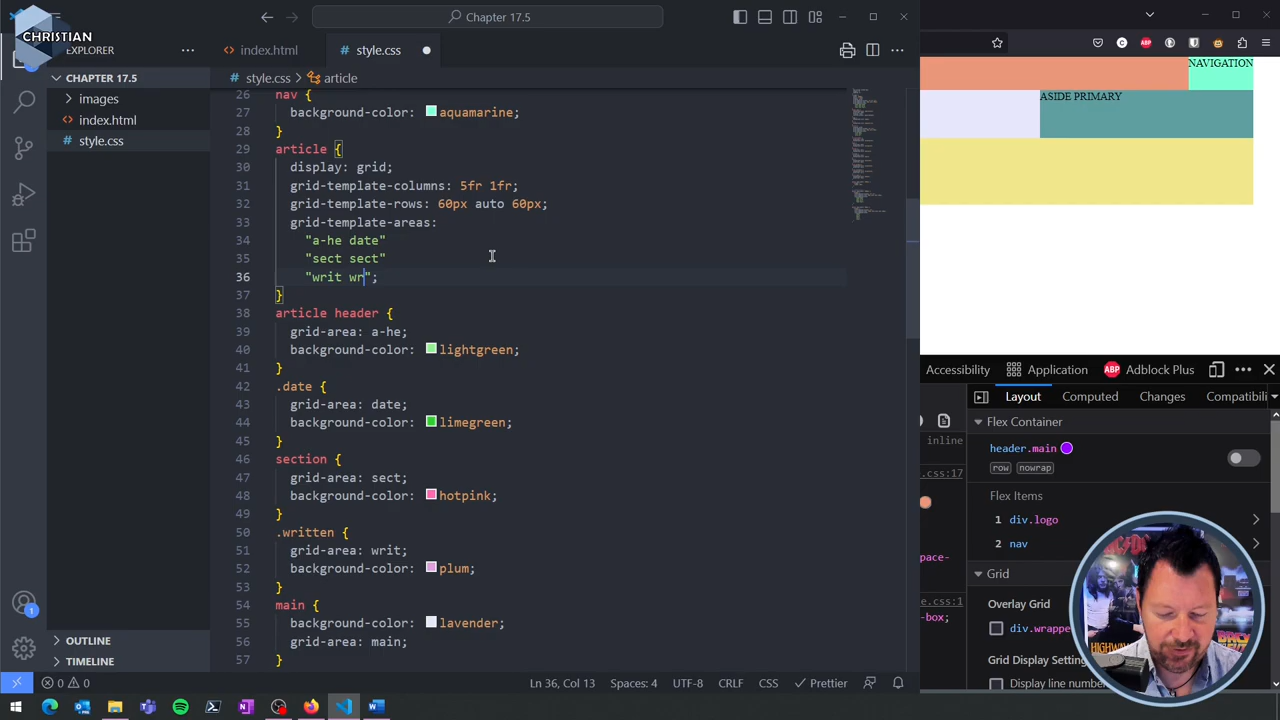 CHRISTIAN
Chapter 17.5
EXPLORER
index.html
style.css
CHAPTER 17.5
style.css
article
images
index.html
style.css
26 nav {
27 background-color: aquamarine;
28 }
29 article {
30 display: grid;
31 grid-template-columns: 5fr 1fr;
32 grid-template-rows: 60px auto 60px;
33 grid-template-areas:
34 "a-he date"
35 "sect sect"
36 "writ wr";
37 }
38 article header {
39 grid-area: a-he;
40 background-color: lightgreen;
41 }
42 .date {
43 grid-area: date;
44 background-color: limegreen;
45 }
46 section {
47 grid-area: sect;
48 background-color: hotpink;
49 }
50 .written {
51 grid-area: writ;
52 background-color: plum;
53 }
54 main {
55 background-color: lavender;
56 grid-area: main;
57 }
OUTLINE
TIMELINE
0 0
Ln 36, Col 13
Spaces: 4
UTF-8
CRLF
CSS
Prettier
1
NAVIGATION
ASIDE PRIMARY
Accessibility
Application
ABP
Adblock Plus
Layout
Computed
Changes
Compatibili
Flex Container
inline
header.main
row
nowrap
.css:17
Flex Items
1 div.logo
2 nav
pace-
Grid
e.css:1
Overlay Grid
-box;
div.wrappe
Grid Display Setting
Display line number
HIGHWAY
BACK